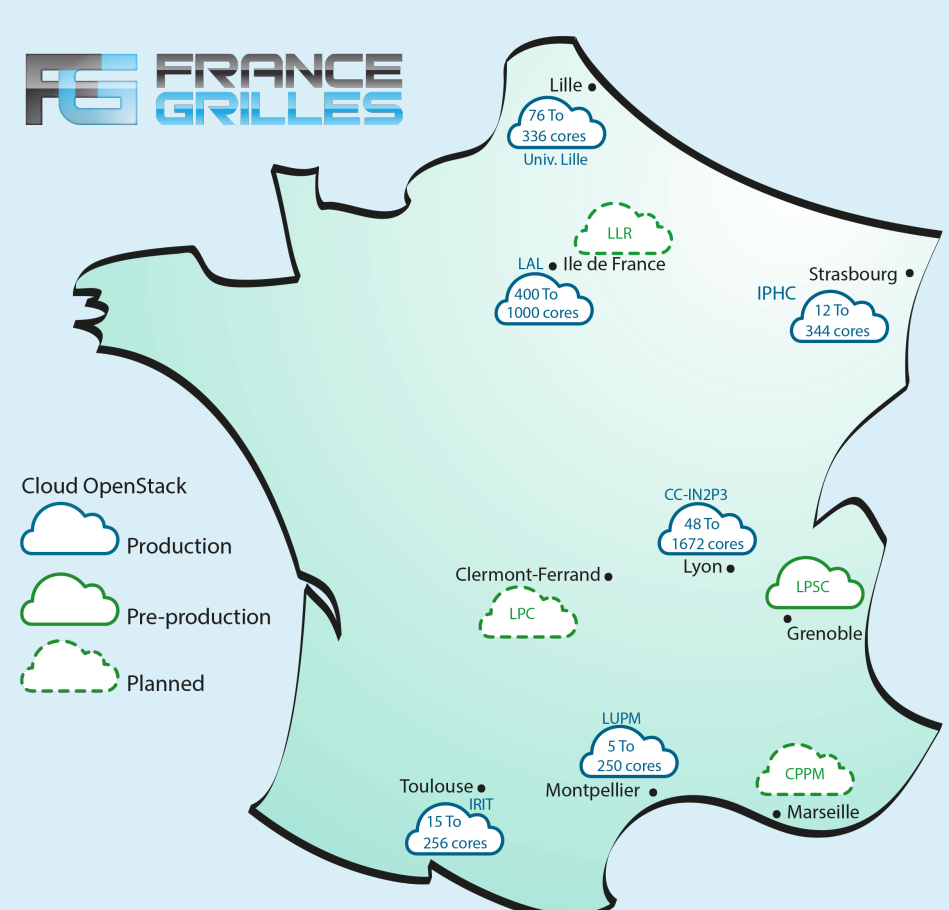 FG FRANCE
GRILLES
Lille
76 To
336 cores
Univ. Lille
LLR
LAL
Ile de France
400 To
1000 cores
Strasbourg
IPHC
12 To
344 cores
Cloud OpenStack
Production
Pre-production
Planned
CC-IN2P3
48 To
1672 cores
Lyon
Clermont-Ferrand
LPC
LPSC
Grenoble
LUPM
5 To
250 cores
Montpellier
CPPM
Marseille
Toulouse
IRIT
15 To
256 cores